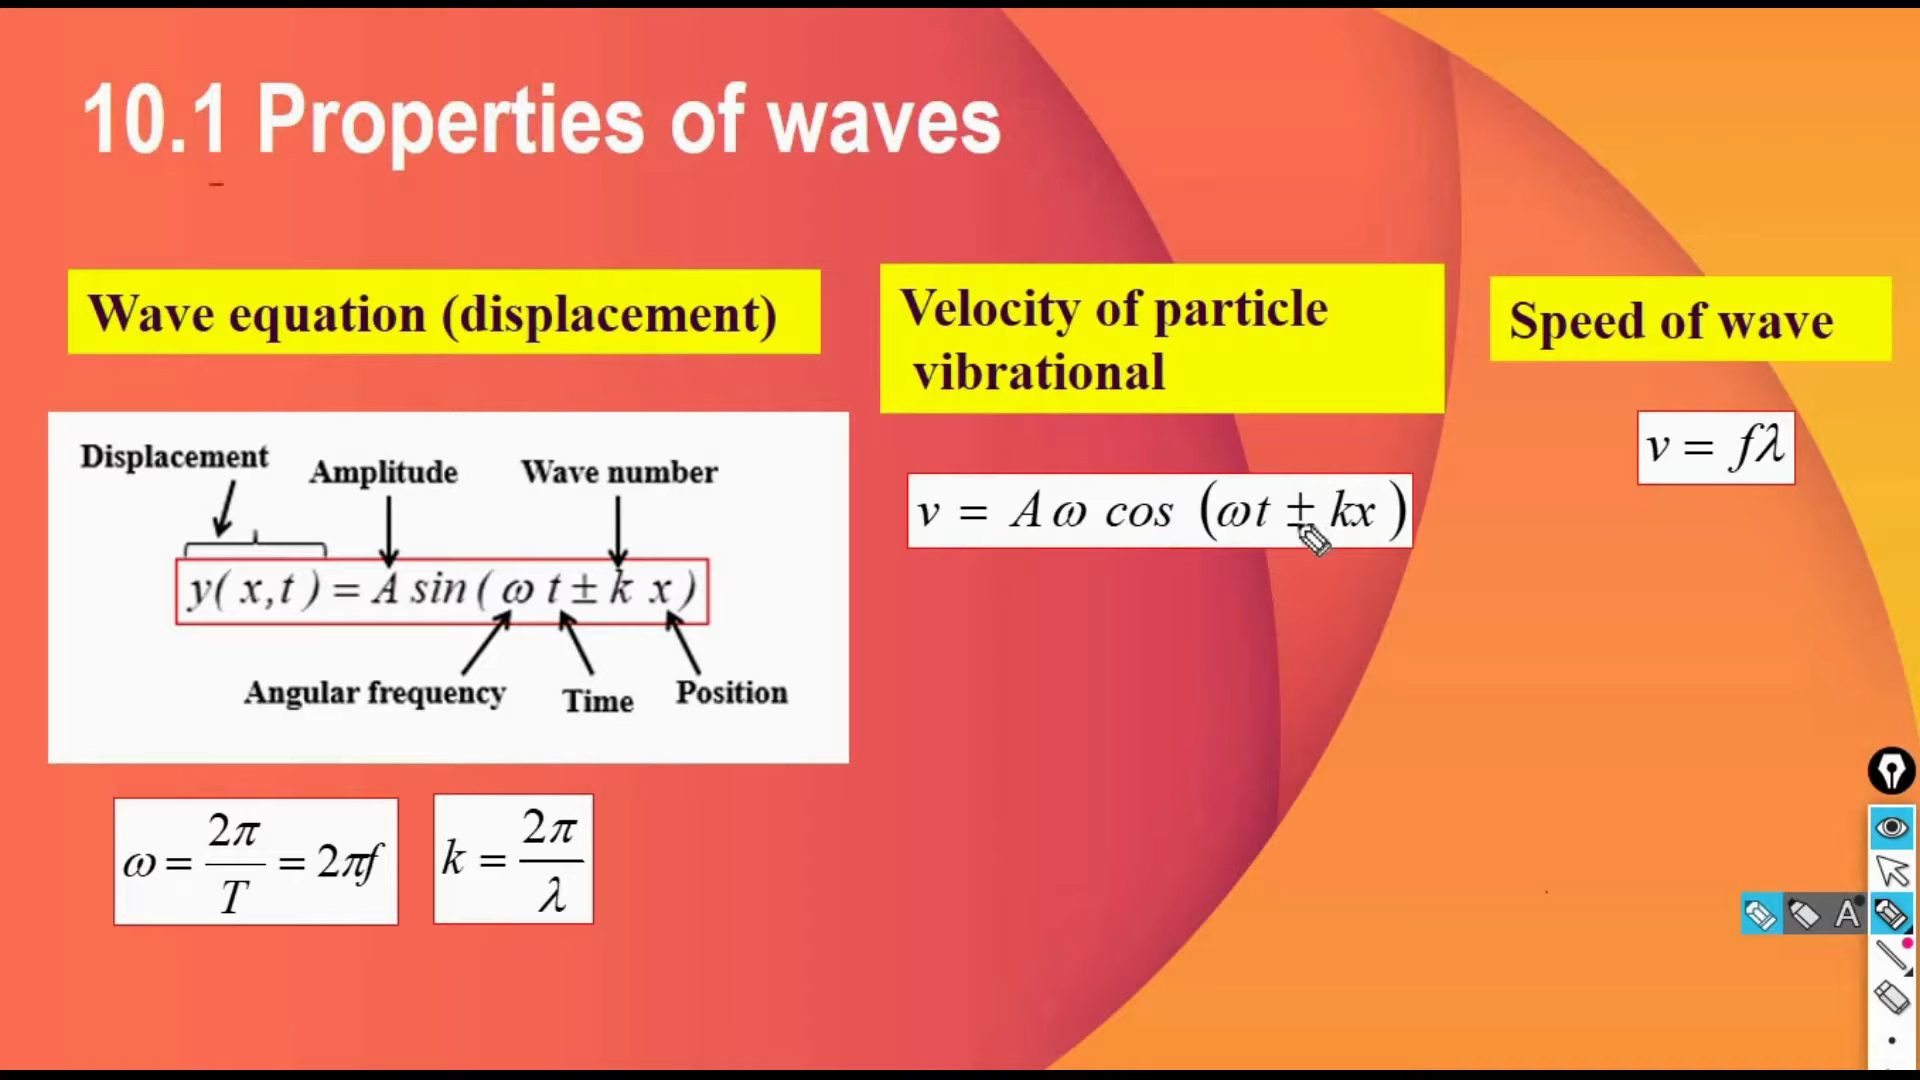 10.1 Properties of waves
Wave equation (displacement)
Displacement
Amplitude
Wave number
y( x,t ) = A sin( ω t ± k x )
Angular frequency
Time
Position
ω = 2π/T = 2πf
k = 2π/λ
Velocity of particle
vibrational
v = Aω cos (ωt ± kx)
Speed of wave
v = fλ
A